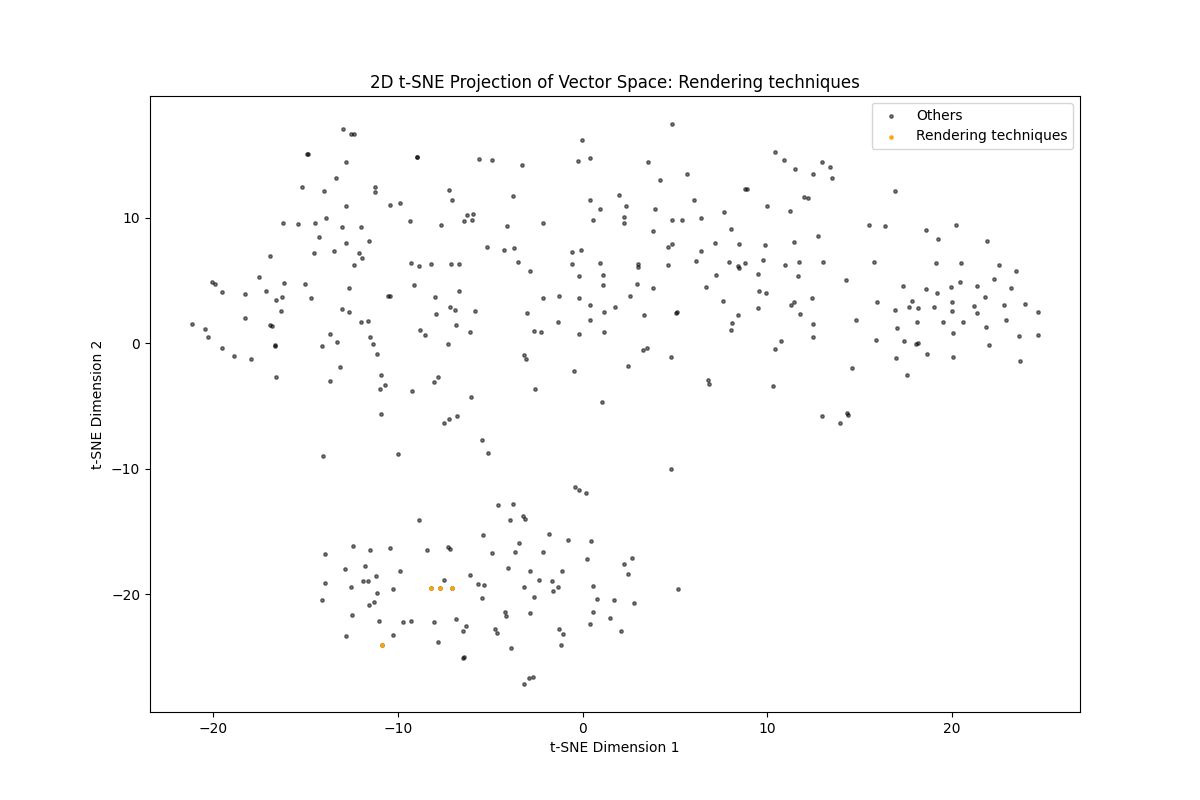 2D t-SNE Projection of Vector Space: Rendering techniques
Others
Rendering techniques
10
0
−10
−20
t-SNE Dimension 2
−20
−10
0
10
20
t-SNE Dimension 1